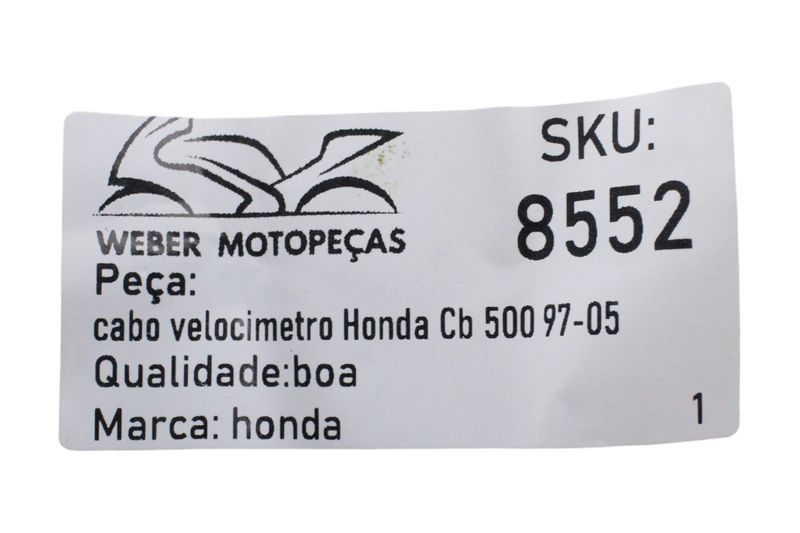 SKU:
8552
WEBER MOTOPEÇAS
Peça:
cabo velocimetro Honda Cb 500 97-05
Qualidade:boa
Marca: honda
1